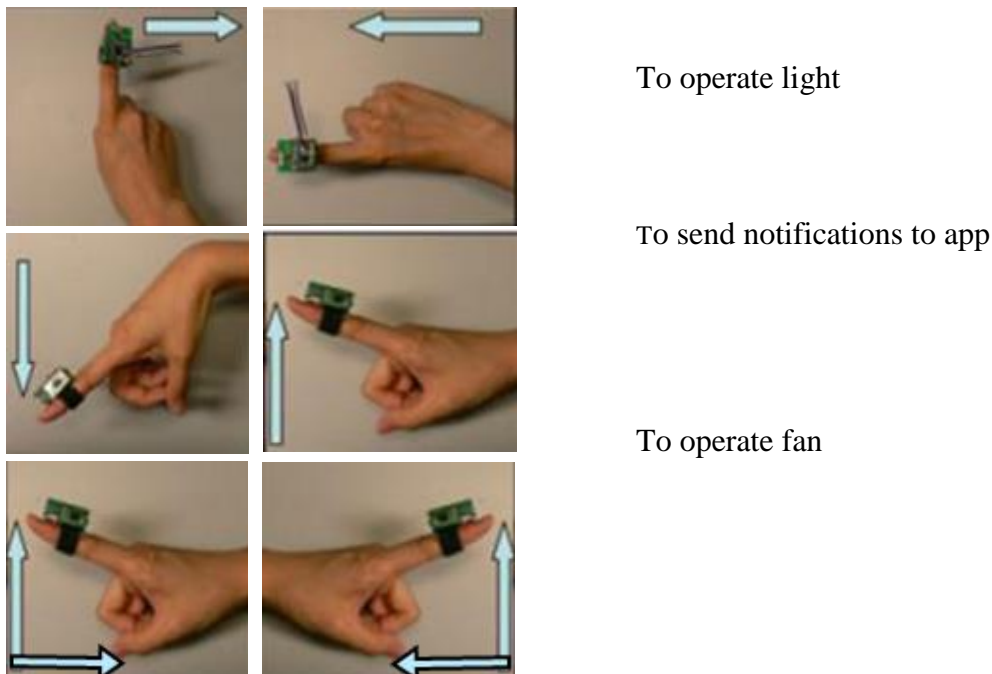 To operate light
To send notifications to app
To operate fan